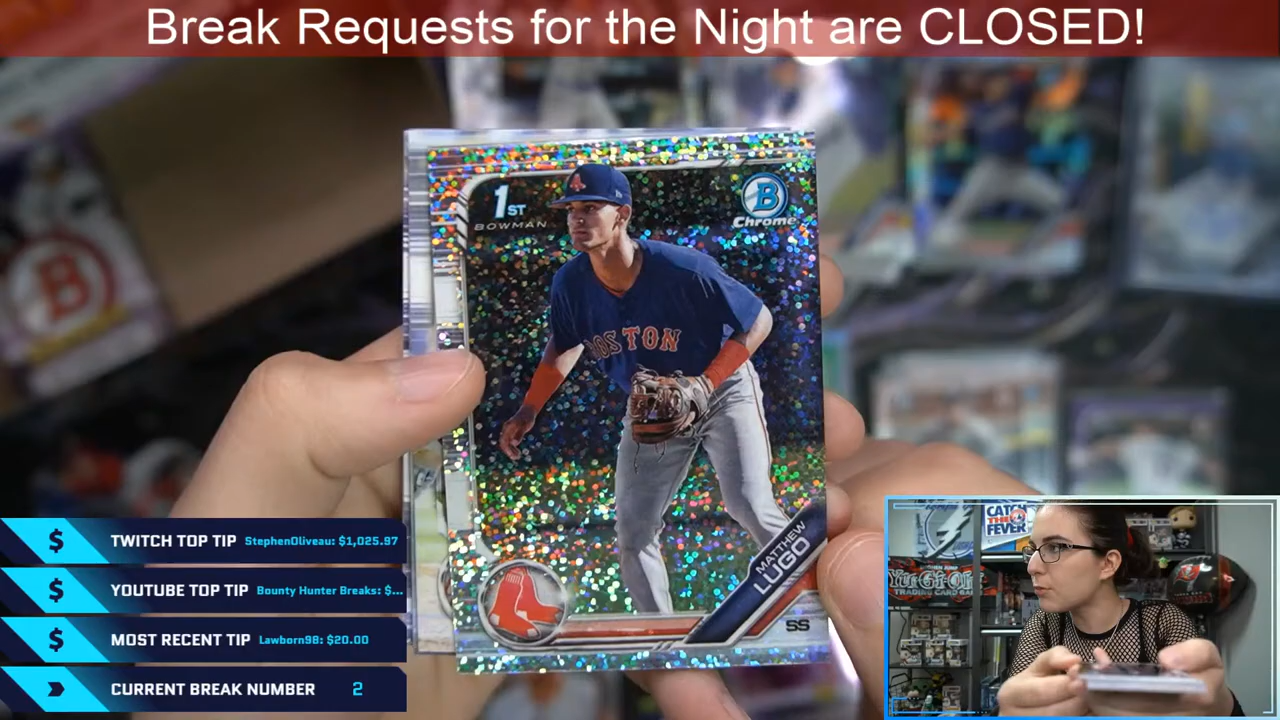 Break Requests for the Night are CLOSED!
1ST
BOWMAN
B
Chrome
BOSTON
MATTHEW
LUGO
SS
B
TWITCH TOP TIP StephenOliveau: $1,025.97
YOUTUBE TOP TIP Bounty Hunter Breaks: $...
MOST RECENT TIP Lawborn98: $20.00
CURRENT BREAK NUMBER 2
CATCH
THE
FEVER
Yu-Gi-Oh!
TRADING CARD GAME